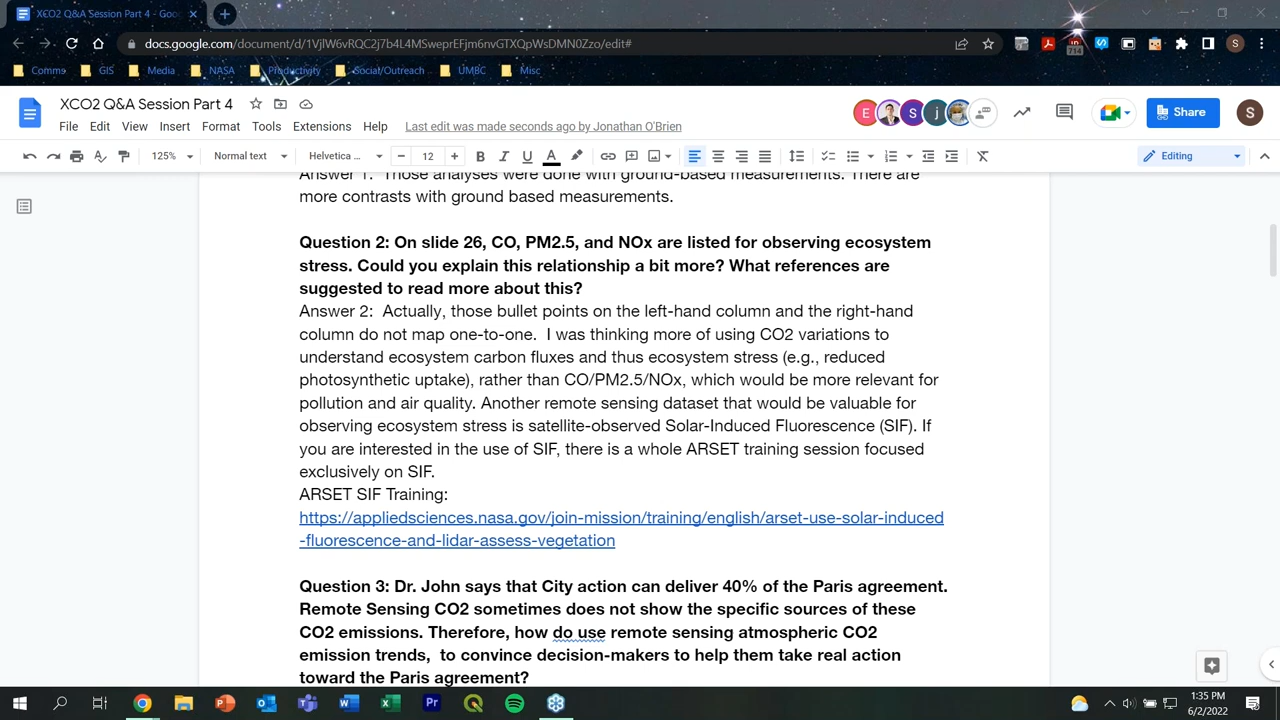 XCO2 Q&A Session Part 4 - Goo
docs.google.com/document/d/1VjlW6vRQC2j7b4L4MSweprEFjm6nvGTXQpWsDMN0Zzo/edit#
714
S
Comms GIS Media NASA Productivity Social/Outreach UMBC Misc
XCO2 Q&A Session Part 4
E S j Share S
File Edit View Insert Format Tools Extensions Help Last edit was made seconds ago by Jonathan O'Brien
125% Normal text Helvetica ... 12 B I U A Editing
Answer 1: Those analyses were done with ground-based measurements. There are
more contrasts with ground based measurements.
Question 2: On slide 26, CO, PM2.5, and NOx are listed for observing ecosystem
stress. Could you explain this relationship a bit more? What references are
suggested to read more about this?
Answer 2: Actually, those bullet points on the left-hand column and the right-hand
column do not map one-to-one. I was thinking more of using CO2 variations to
understand ecosystem carbon fluxes and thus ecosystem stress (e.g., reduced
photosynthetic uptake), rather than CO/PM2.5/NOx, which would be more relevant for
pollution and air quality. Another remote sensing dataset that would be valuable for
observing ecosystem stress is satellite-observed Solar-Induced Fluorescence (SIF). If
you are interested in the use of SIF, there is a whole ARSET training session focused
exclusively on SIF.
ARSET SIF Training:
https://appliedsciences.nasa.gov/join-mission/training/english/arset-use-solar-induced
-fluorescence-and-lidar-assess-vegetation
Question 3: Dr. John says that City action can deliver 40% of the Paris agreement.
Remote Sensing CO2 sometimes does not show the specific sources of these
CO2 emissions. Therefore, how do use remote sensing atmospheric CO2
emission trends, to convince decision-makers to help them take real action
toward the Paris agreement?
1:35 PM
6/2/2022